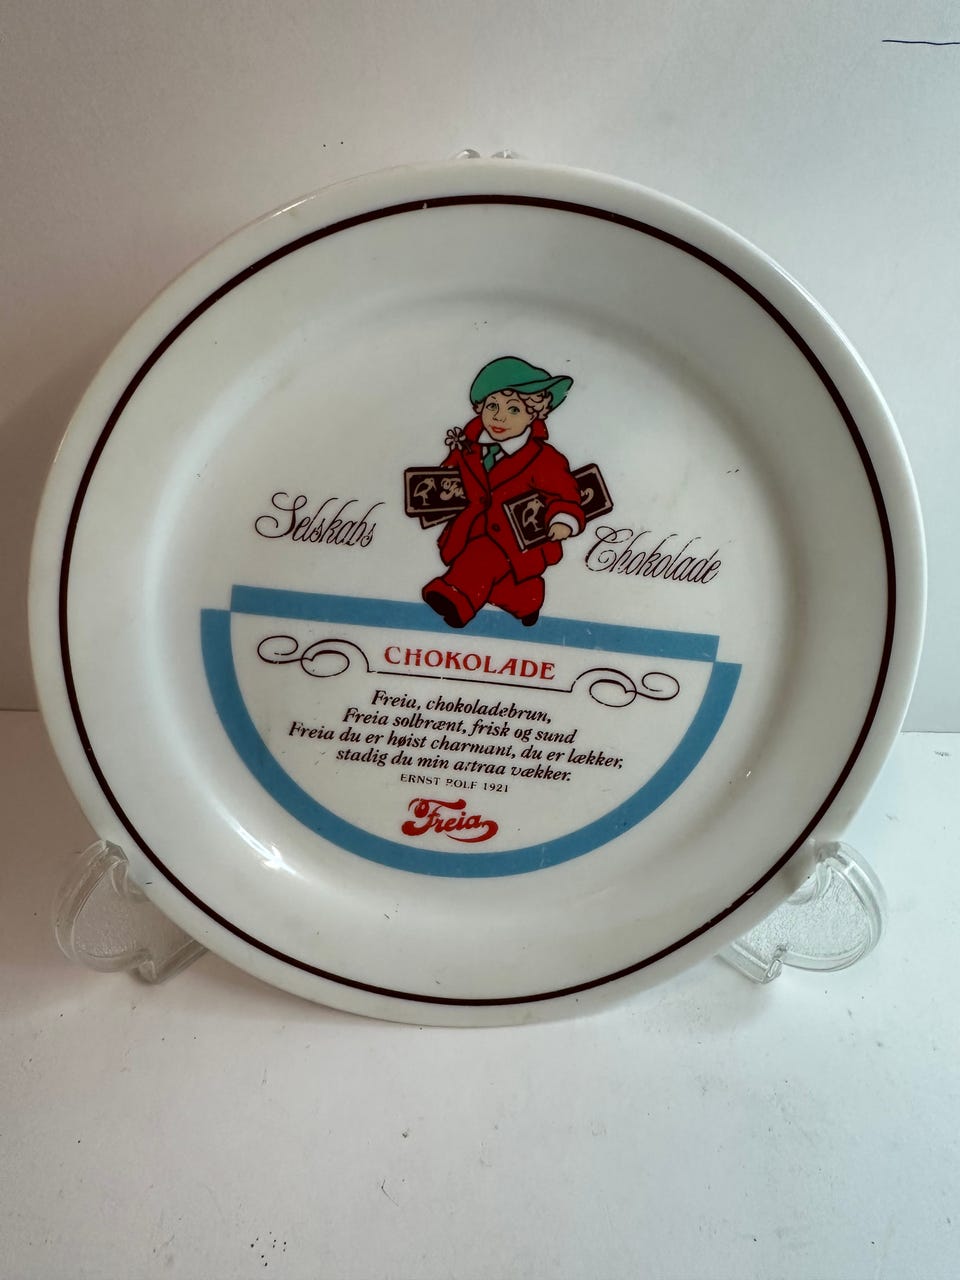 Freia
Selskabs
Chokolade
CHOKOLADE
Freia, chokoladebrun,
Freia solbrænt, frisk og sund
Freia du er høist charmant, du er lækker,
stadig du min attraa vækker.
ERNST ROLF 1921
Freia